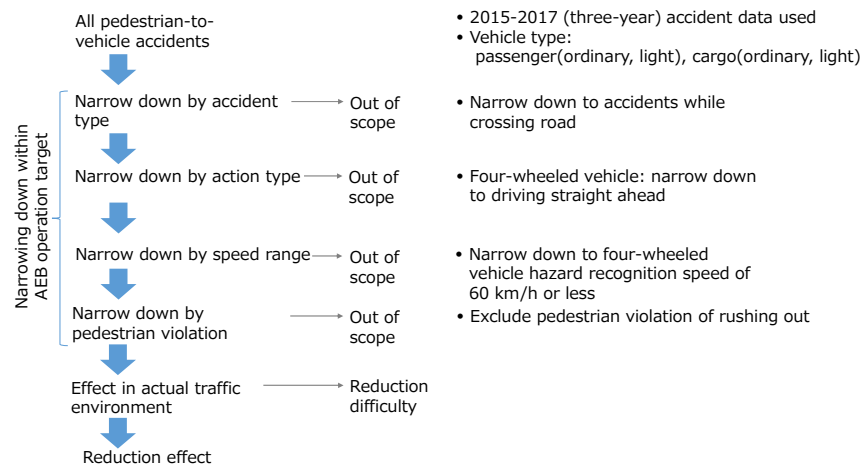 All pedestrian-to-
vehicle accidents
• 2015-2017 (three-year) accident data used
• Vehicle type:
passenger(ordinary, light), cargo(ordinary, light)
Narrowing down within
AEB operation target
Narrow down by accident
type
Out of
scope
• Narrow down to accidents while
crossing road
Narrow down by action type
Out of
scope
• Four-wheeled vehicle: narrow down
to driving straight ahead
Narrow down by speed range
Out of
scope
• Narrow down to four-wheeled
vehicle hazard recognition speed of
60 km/h or less
Narrow down by
pedestrian violation
Out of
scope
• Exclude pedestrian violation of rushing out
Effect in actual traffic
environment
Reduction
difficulty
Reduction effect